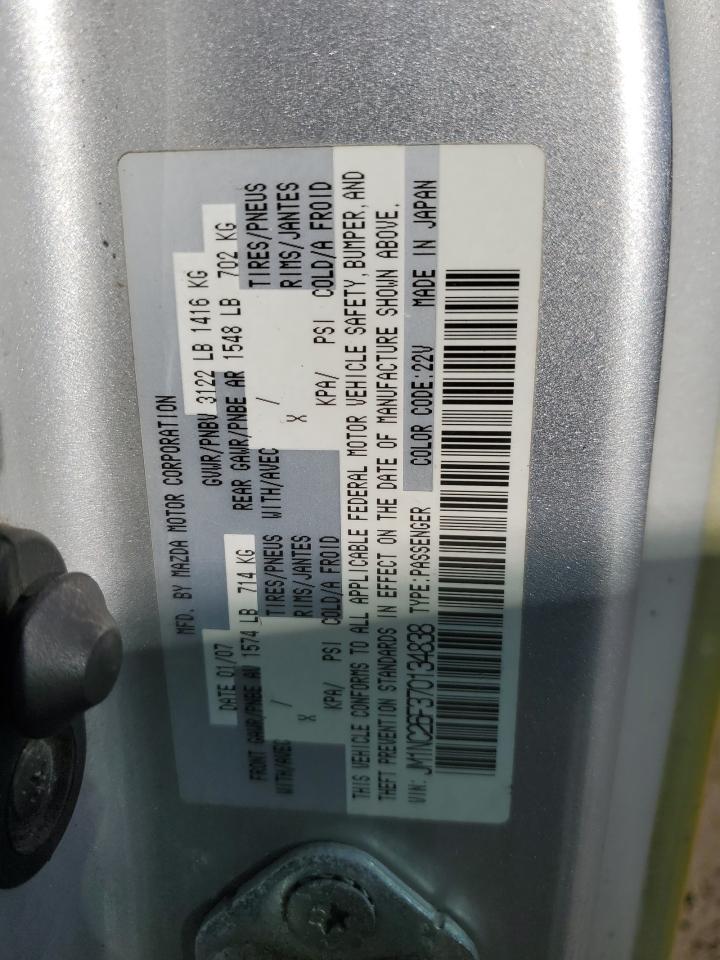 MFD. BY MAZDA MOTOR CORPORATION
DATE 01/07 GVWR/PNBV 3122 LB 1416 KG
FRONT GAWR/PNBE AV 1574 LB 714 KG REAR GAWR/PNBE AR 1548 LB 702 KG
WITH/AVEC TIRES/PNEUS WITH/AVEC TIRES/PNEUS
X / RIMS/JANTES X / RIMS/JANTES
KPA/ PSI COLD/A FROID KPA/ PSI COLD/A FROID
THIS VEHICLE CONFORMS TO ALL APPLICABLE FEDERAL MOTOR VEHICLE SAFETY, BUMPER, AND
THEFT PREVENTION STANDARDS IN EFFECT ON THE DATE OF MANUFACTURE SHOWN ABOVE.
VIN: JM1NC26F370134838 TYPE:PASSENGER COLOR CODE:22V MADE IN JAPAN